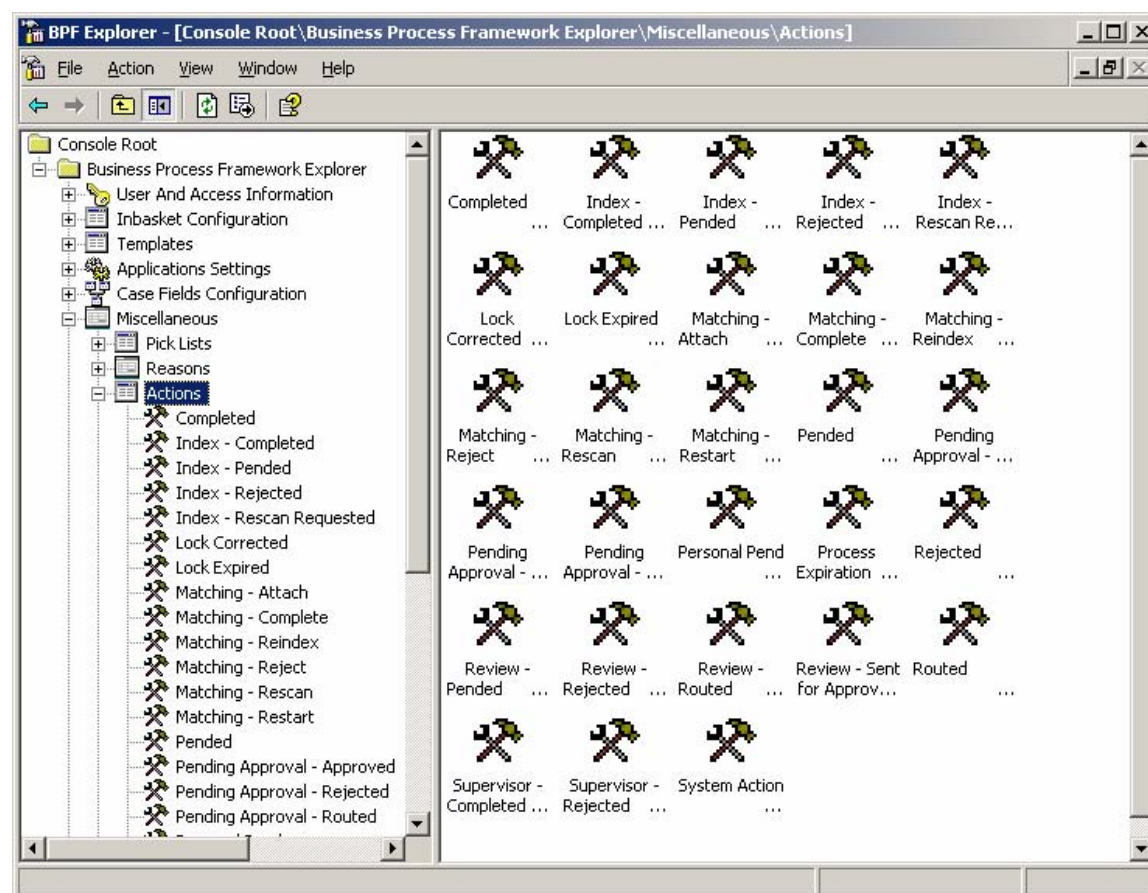 BPF Explorer - [Console Root\Business Process Framework Explorer\Miscellaneous\Actions]
File Action View Window Help
Console Root
Business Process Framework Explorer
User And Access Information
Inbasket Configuration
Templates
Applications Settings
Case Fields Configuration
Miscellaneous
Pick Lists
Reasons
Actions
Completed
Index - Completed
Index - Pended
Index - Rejected
Index - Rescan Requested
Lock Corrected
Lock Expired
Matching - Attach
Matching - Complete
Matching - Reindex
Matching - Reject
Matching - Rescan
Matching - Restart
Pended
Pending Approval - Approved
Pending Approval - Rejected
Pending Approval - Routed
Completed
...
Index -
Completed ...
Index -
Pended ...
Index -
Rejected ...
Index -
Rescan Re...
Lock
Corrected ...
Lock Expired
...
Matching -
Attach ...
Matching -
Complete ...
Matching -
Reindex ...
Matching -
Reject ...
Matching -
Rescan ...
Matching -
Restart ...
Pended
...
Pending
Approval - ...
Pending
Approval - ...
Pending
Approval - ...
Personal Pend
...
Process
Expiration ...
Rejected
...
Review -
Pended ...
Review -
Rejected ...
Review -
Routed ...
Review - Sent
for Approv...
Routed
...
Supervisor -
Completed ...
Supervisor -
Rejected ...
System Action
...